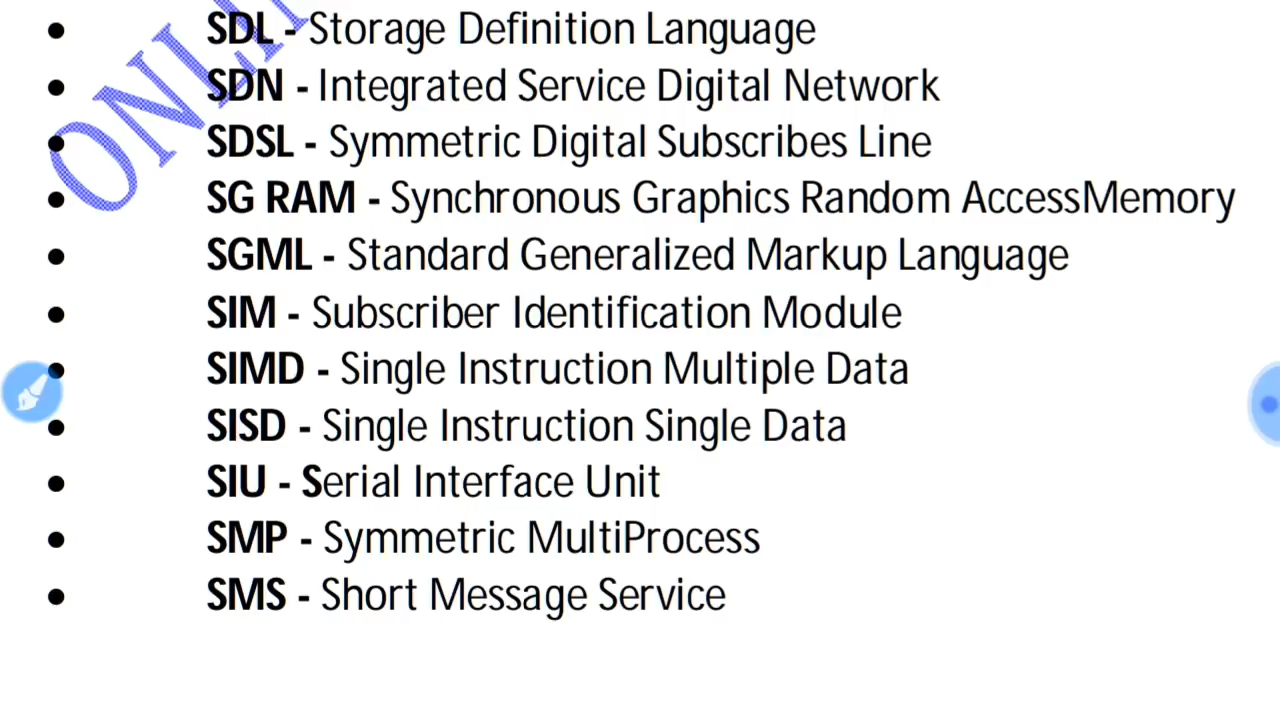 • SDL - Storage Definition Language
• SDN - Integrated Service Digital Network
• SDSL - Symmetric Digital Subscribes Line
• SG RAM - Synchronous Graphics Random AccessMemory
• SGML - Standard Generalized Markup Language
• SIM - Subscriber Identification Module
• SIMD - Single Instruction Multiple Data
• SISD - Single Instruction Single Data
• SIU - Serial Interface Unit
• SMP - Symmetric MultiProcess
• SMS - Short Message Service